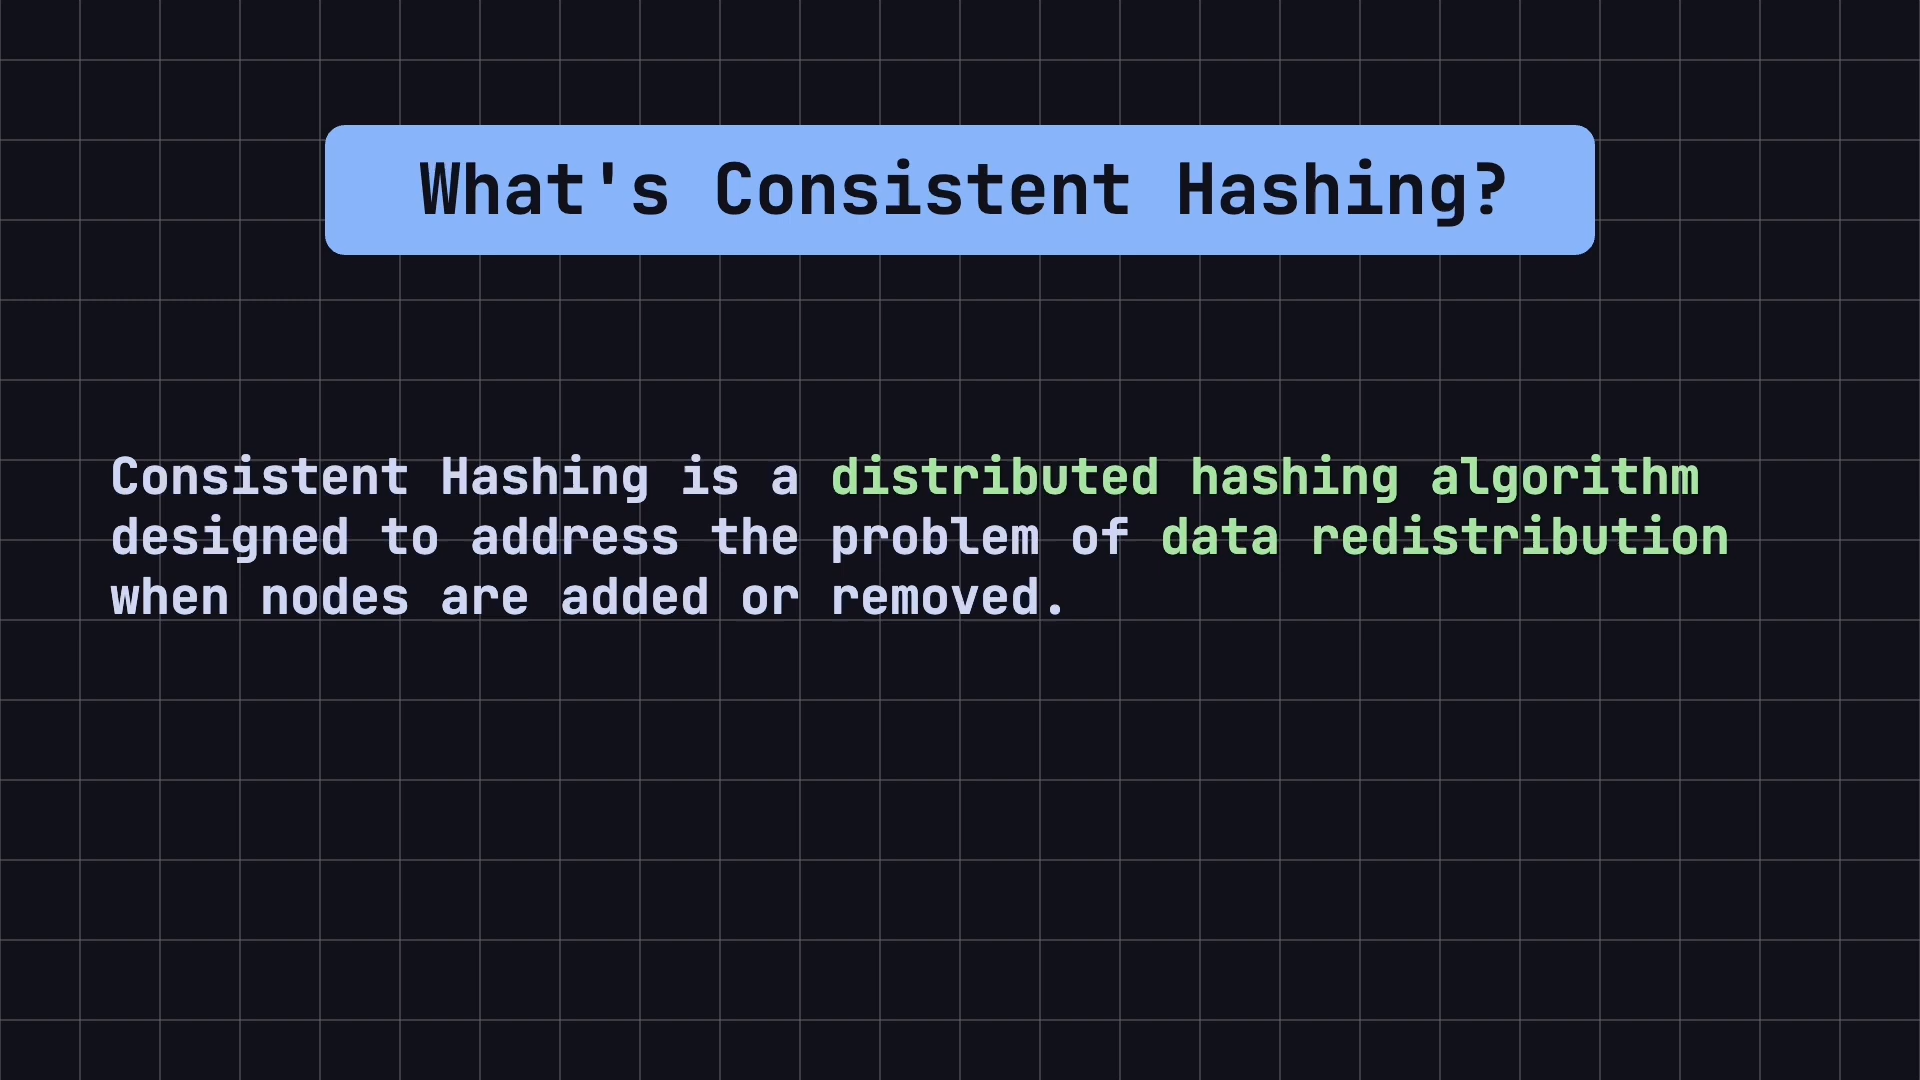 What's Consistent Hashing?
Consistent Hashing is a distributed hashing algorithm
designed to address the problem of data redistribution
when nodes are added or removed.